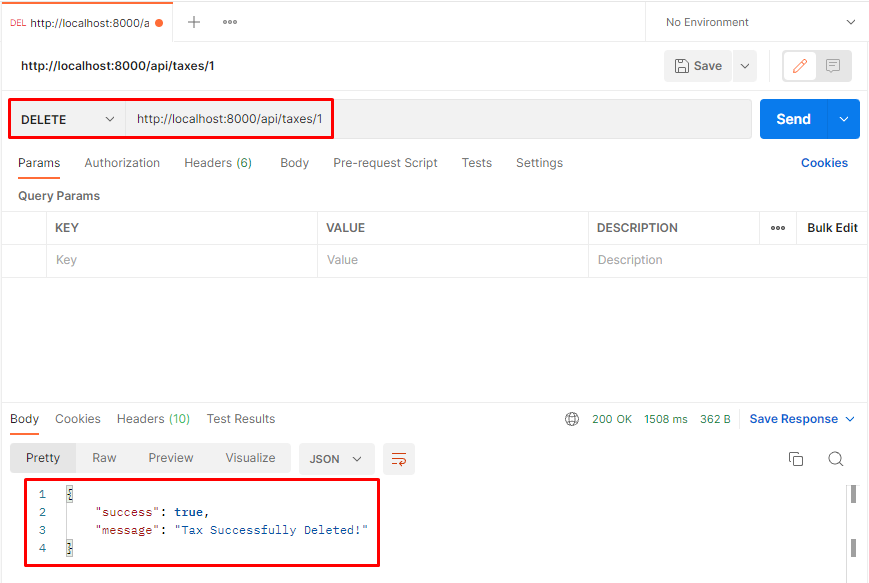 DEL http://localhost:8000/a
No Environment
http://localhost:8000/api/taxes/1
Save
DELETE http://localhost:8000/api/taxes/1
Send
Params Authorization Headers (6) Body Pre-request Script Tests Settings Cookies
Query Params
KEY VALUE DESCRIPTION Bulk Edit
Key Value Description
Body Cookies Headers (10) Test Results 200 OK 1508 ms 362 B Save Response
Pretty Raw Preview Visualize JSON
1 {
2 "success": true,
3 "message": "Tax Successfully Deleted!"
4 }